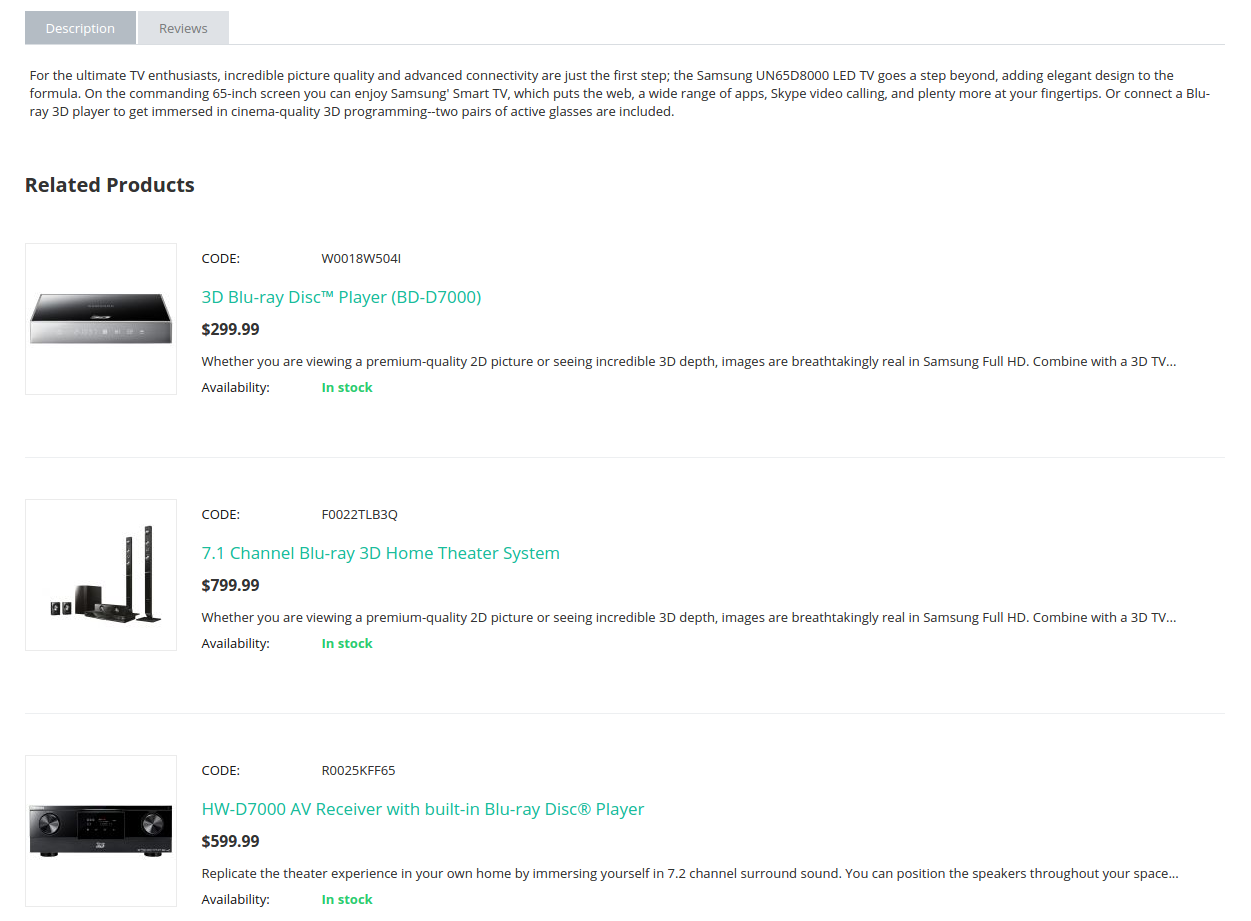 Description
Reviews
For the ultimate TV enthusiasts, incredible picture quality and advanced connectivity are just the first step; the Samsung UN65D8000 LED TV goes a step beyond, adding elegant design to the
formula. On the commanding 65-inch screen you can enjoy Samsung' Smart TV, which puts the web, a wide range of apps, Skype video calling, and plenty more at your fingertips. Or connect a Blu-
ray 3D player to get immersed in cinema-quality 3D programming--two pairs of active glasses are included.
Related Products
CODE: W0018W504I
3D Blu-ray Disc™ Player (BD-D7000)
$299.99
Whether you are viewing a premium-quality 2D picture or seeing incredible 3D depth, images are breathtakingly real in Samsung Full HD. Combine with a 3D TV...
Availability: In stock
CODE: F0022TLB3Q
7.1 Channel Blu-ray 3D Home Theater System
$799.99
Whether you are viewing a premium-quality 2D picture or seeing incredible 3D depth, images are breathtakingly real in Samsung Full HD. Combine with a 3D TV...
Availability: In stock
CODE: R0025KFF65
HW-D7000 AV Receiver with built-in Blu-ray Disc® Player
$599.99
Replicate the theater experience in your own home by immersing yourself in 7.2 channel surround sound. You can position the speakers throughout your space...
Availability: In stock